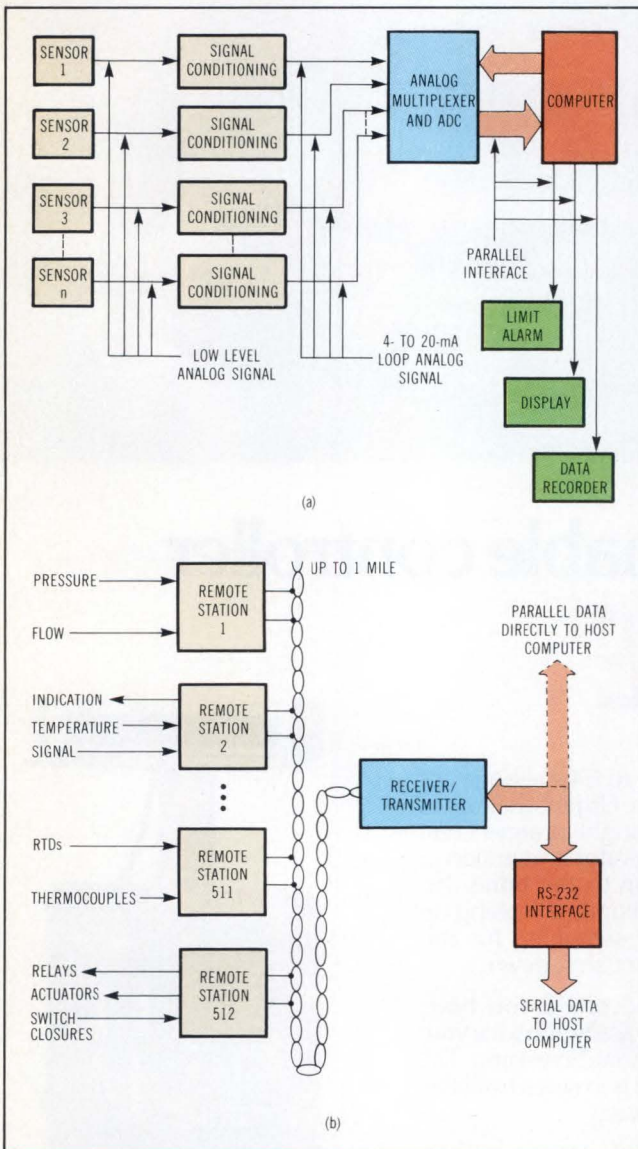 SENSOR
1
SIGNAL
CONDITIONING
ANALOG
MULTIPLEXER
AND ADC
COMPUTER
SENSOR
2
SIGNAL
CONDITIONING
SENSOR
3
SIGNAL
CONDITIONING
SENSOR
n
SIGNAL
CONDITIONING
PARALLEL
INTERFACE
LOW LEVEL
ANALOG SIGNAL
4- TO 20-mA
LOOP ANALOG
SIGNAL
LIMIT
ALARM
DISPLAY
DATA
RECORDER
(a)
UP TO 1 MILE
PRESSURE
FLOW
REMOTE
STATION
1
PARALLEL DATA
DIRECTLY TO HOST
COMPUTER
INDICATION
TEMPERATURE
SIGNAL
REMOTE
STATION
2
RECEIVER/
TRANSMITTER
RTDs
THERMOCOUPLES
REMOTE
STATION
511
RS-232
INTERFACE
RELAYS
ACTUATORS
SWITCH
CLOSURES
REMOTE
STATION
512
SERIAL DATA
TO HOST
COMPUTER
(b)